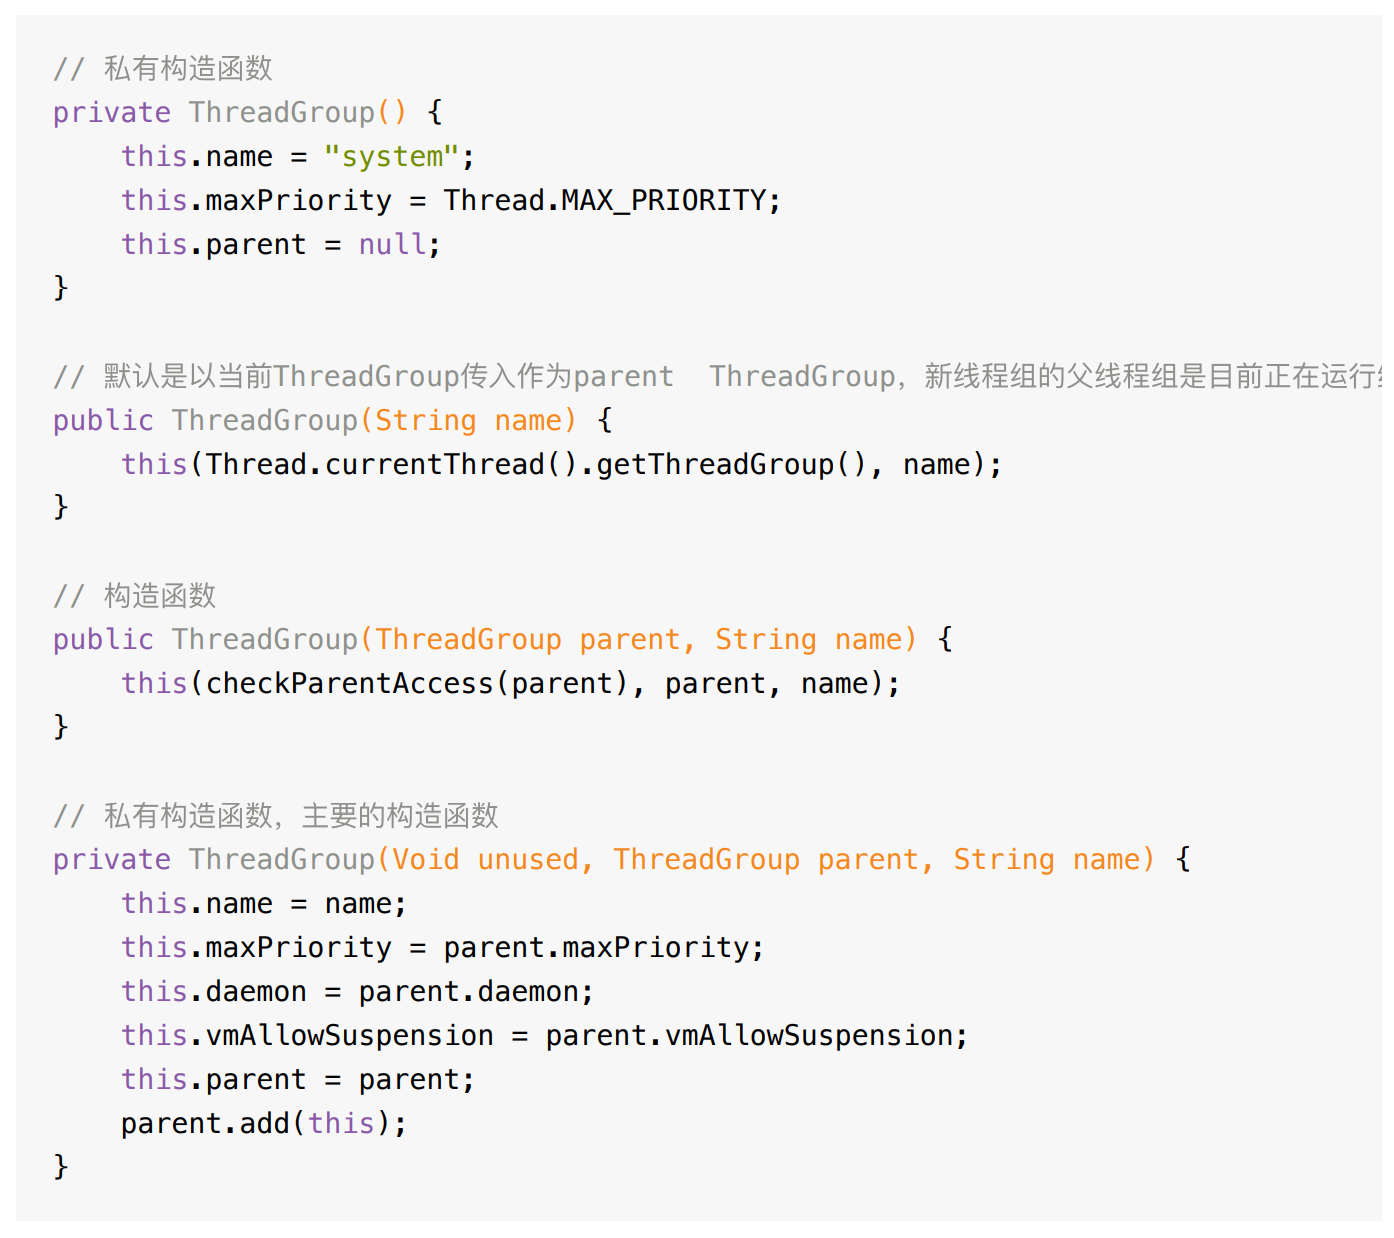 // 私有构造函数
private ThreadGroup() {
    this.name = "system";
    this.maxPriority = Thread.MAX_PRIORITY;
    this.parent = null;
}

// 默认是以当前ThreadGroup传入作为parent  ThreadGroup，新线程组的父线程组是目前正在运行
public ThreadGroup(String name) {
    this(Thread.currentThread().getThreadGroup(), name);
}

// 构造函数
public ThreadGroup(ThreadGroup parent, String name) {
    this(checkParentAccess(parent), parent, name);
}

// 私有构造函数，主要的构造函数
private ThreadGroup(Void unused, ThreadGroup parent, String name) {
    this.name = name;
    this.maxPriority = parent.maxPriority;
    this.daemon = parent.daemon;
    this.vmAllowSuspension = parent.vmAllowSuspension;
    this.parent = parent;
    parent.add(this);
}